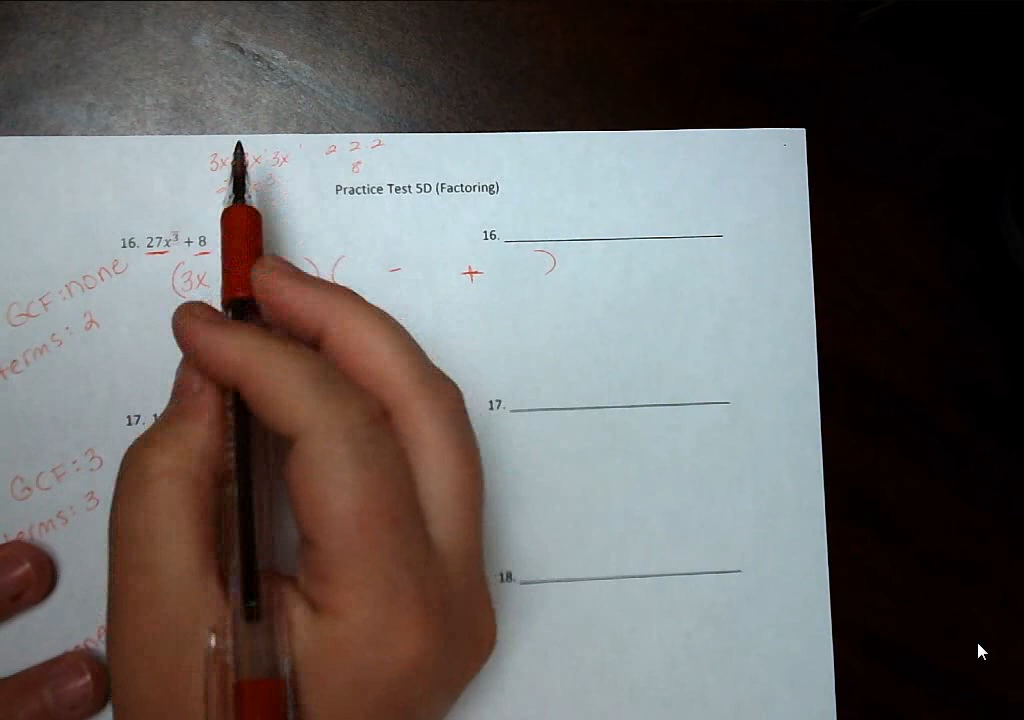 3x 3x 3x 2 2 2
8
Practice Test 5D (Factoring)
16. 27x³ + 8
16.
(3x )( - + )
GCF: none
terms: 2
17.
17.
GCF: 3
terms: 3
18.